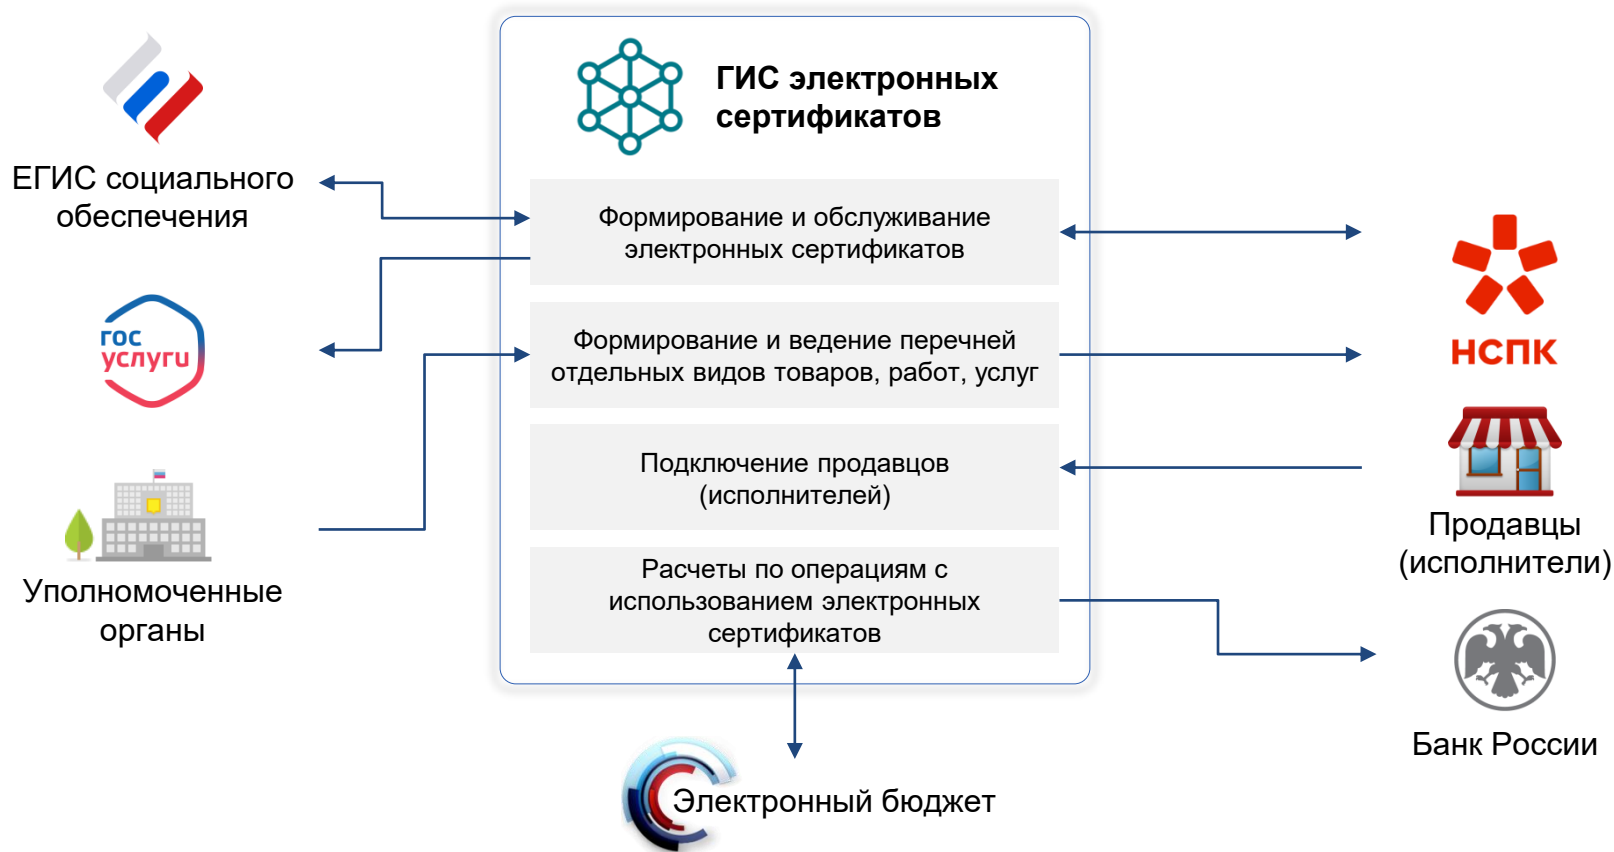 ГИС электронных
сертификатов
ЕГИС социального
обеспечения
Формирование и обслуживание
электронных сертификатов
гос
услуги
Формирование и ведение перечней
отдельных видов товаров, работ, услуг
НСПК
Подключение продавцов
(исполнителей)
Продавцы
(исполнители)
Уполномоченные
органы
Расчеты по операциям с
использованием электронных
сертификатов
Банк России
Электронный бюджет